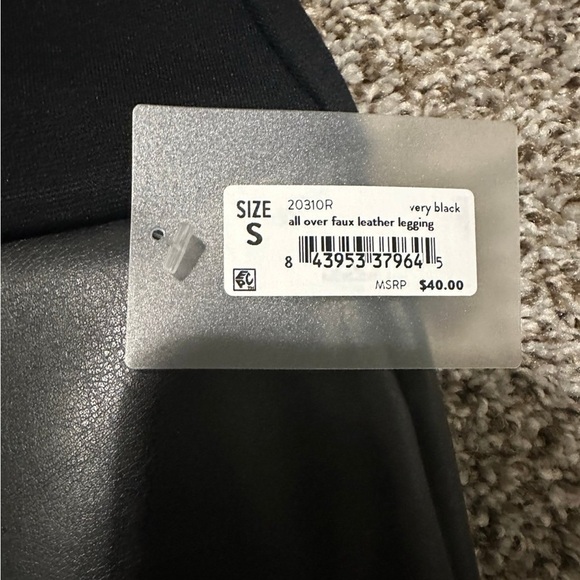 SIZE
S
20310R very black
all over faux leather legging
8 43953 37964 5
MSRP $40.00